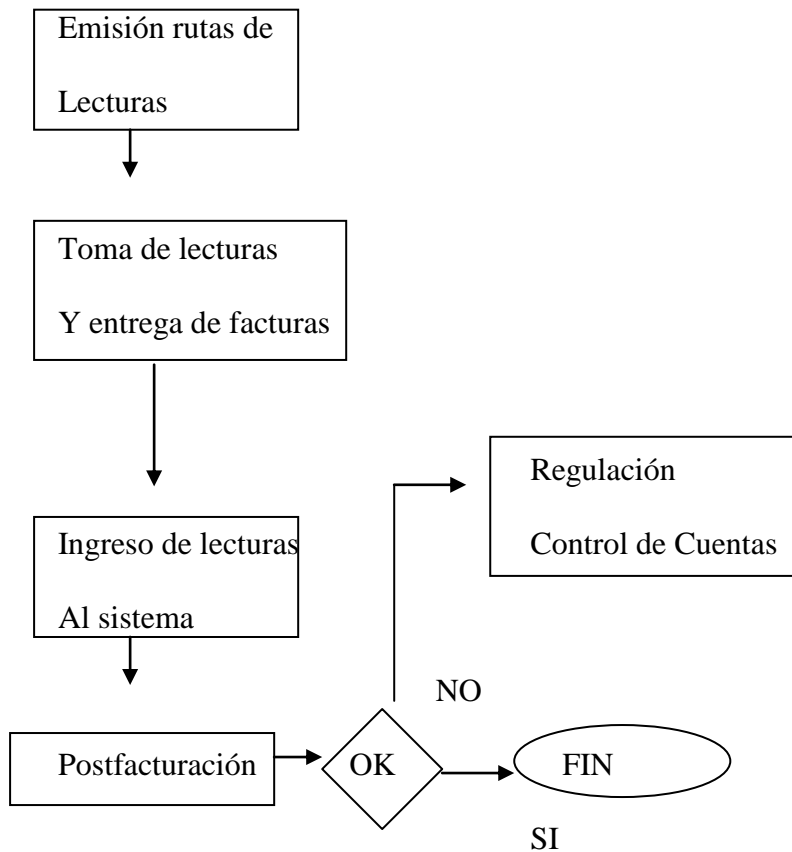 Emisión rutas de
Lecturas
Toma de lecturas
Y entrega de facturas
Ingreso de lecturas
Al sistema
Regulación
Control de Cuentas
NO
Postfacturación
OK
FIN
SI